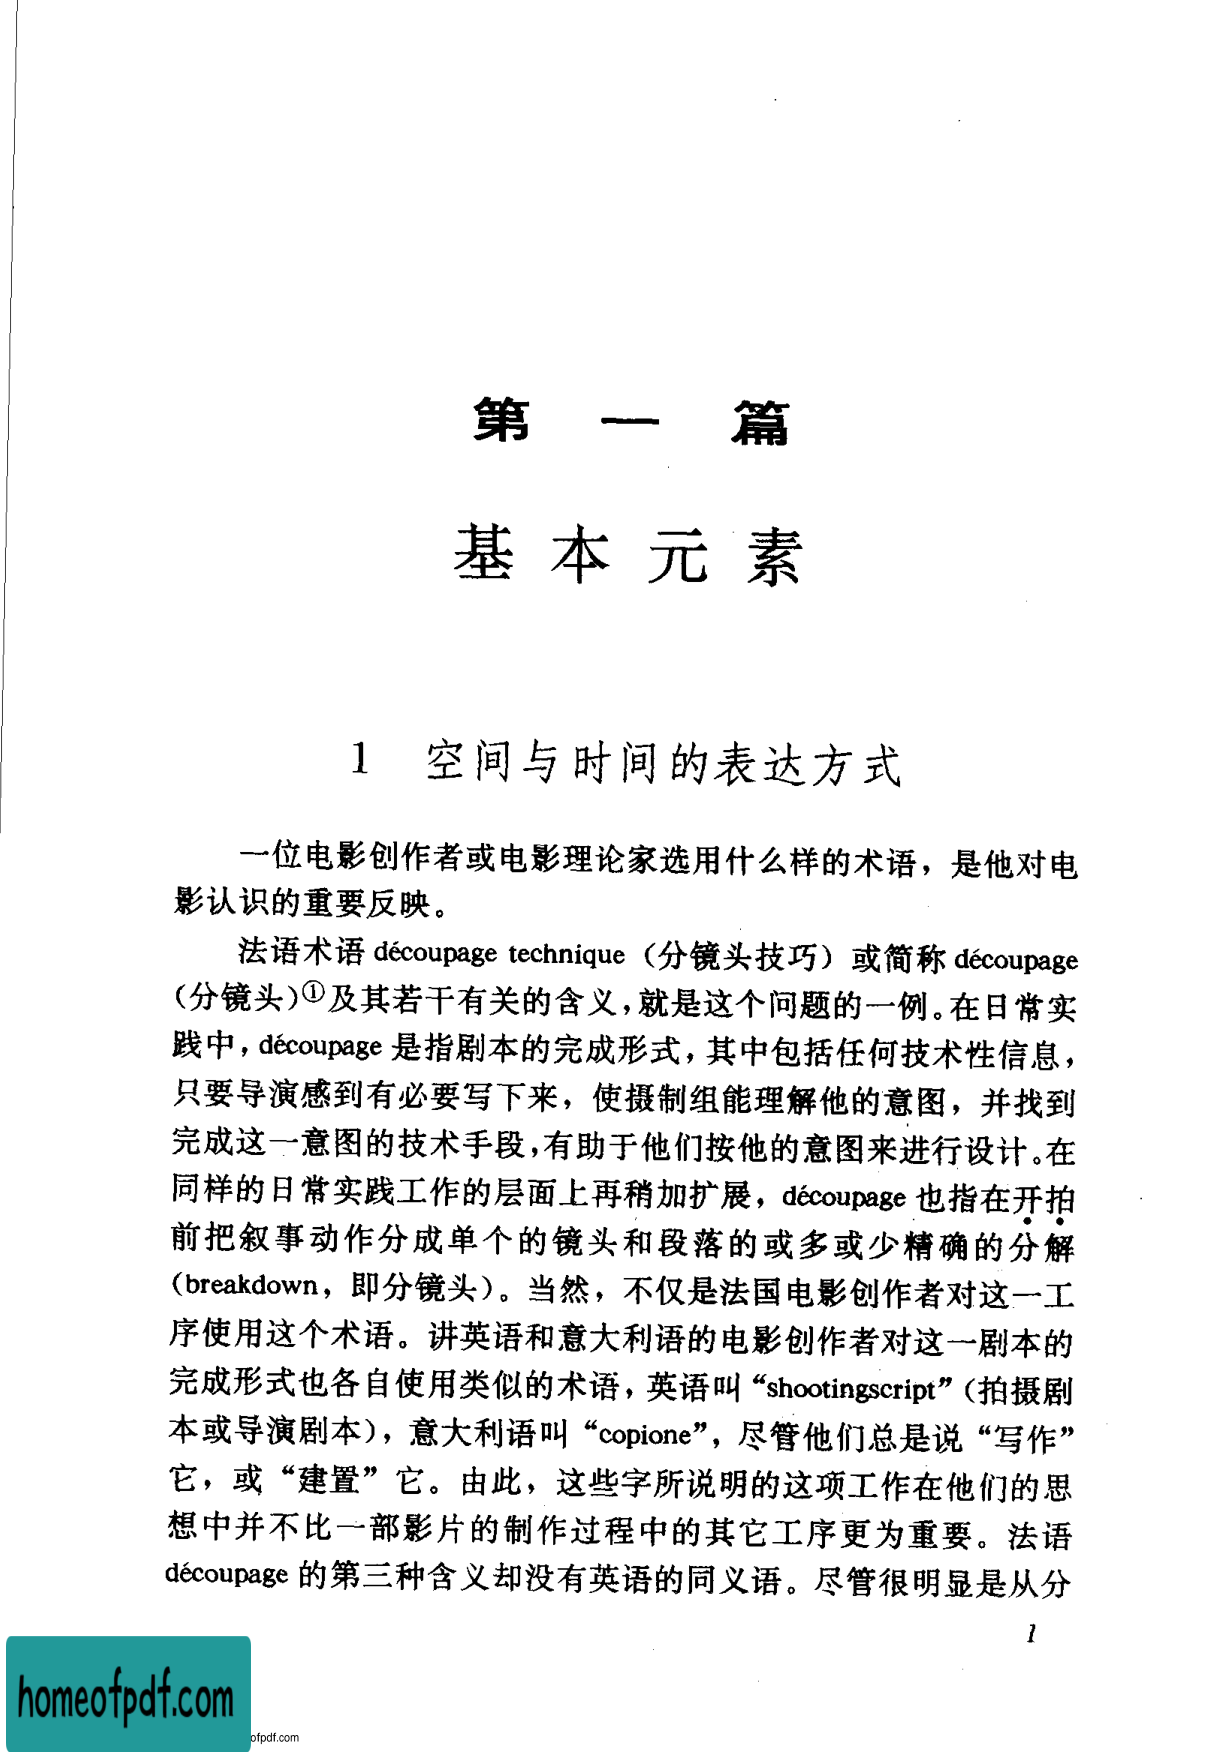 第一篇
基本元素
1 空间与时间的表达方式
一位电影创作者或电影理论家选用什么样的术语，是他对电
影认识的重要反映。
法语术语 découpage technique（分镜头技巧）或简称 découpage
（分镜头）①及其若干有关的含义，就是这个问题的一例。在日常实
践中，découpage 是指剧本的完成形式，其中包括任何技术性信息，
只要导演感到有必要写下来，使摄制组能理解他的意图，并找到
完成这一意图的技术手段，有助于他们按他的意图来进行设计。在
同样的日常实践工作的层面上再稍加扩展，découpage 也指在开拍
前把叙事动作分成单个的镜头和段落的或多或少精确的分解
（breakdown，即分镜头）。当然，不仅是法国电影创作者对这一工
序使用这个术语。讲英语和意大利语的电影创作者对这一剧本的
完成形式也各自使用类似的术语，英语叫“shootingscript”（拍摄剧
本或导演剧本），意大利语叫“copione”，尽管他们总是说“写作”
它，或“建置”它。由此，这些字所说明的这项工作在他们的思
想中并不比一部影片的制作过程中的其它工序更为重要。法语
découpage 的第三种含义却没有英语的同义语。尽管很明显是从分
1
homeofpdf.com
ofpdf.com